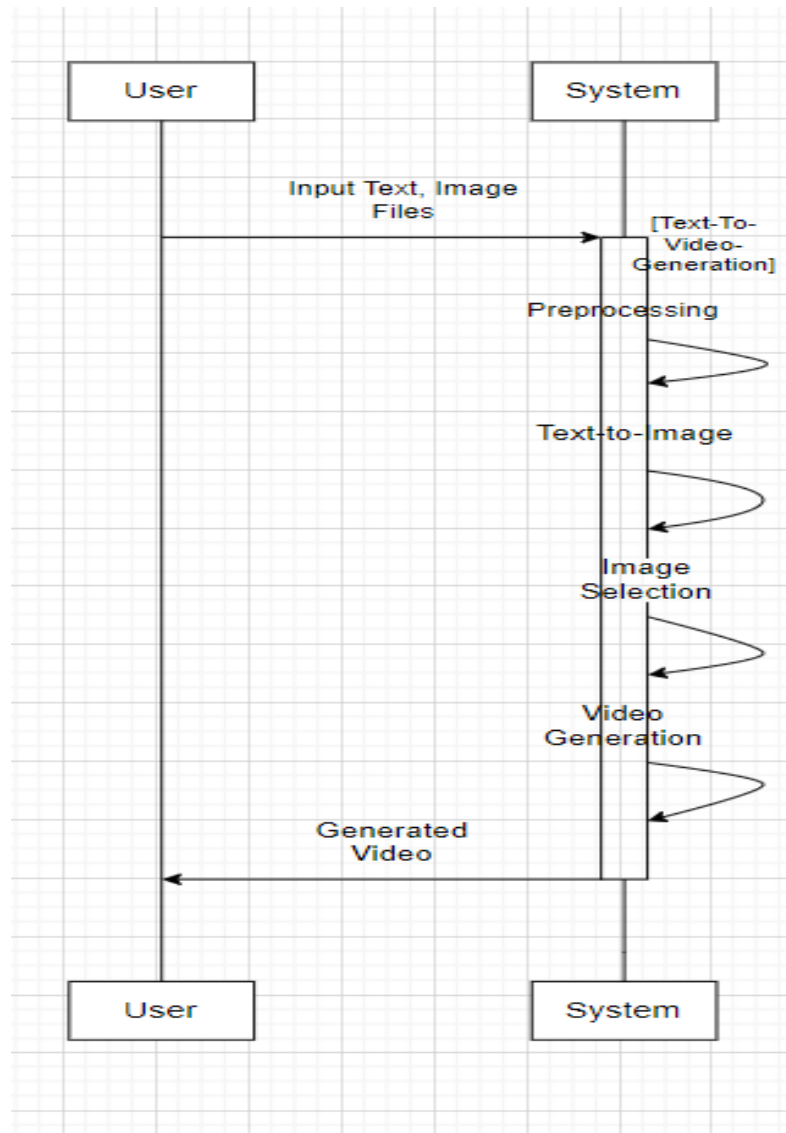 User
System
Input Text, Image
Files
[Text-To-
Video-
Generation]
Preprocessing
Text-to-Image
Image
Selection
Video
Generation
Generated
Video
User
System